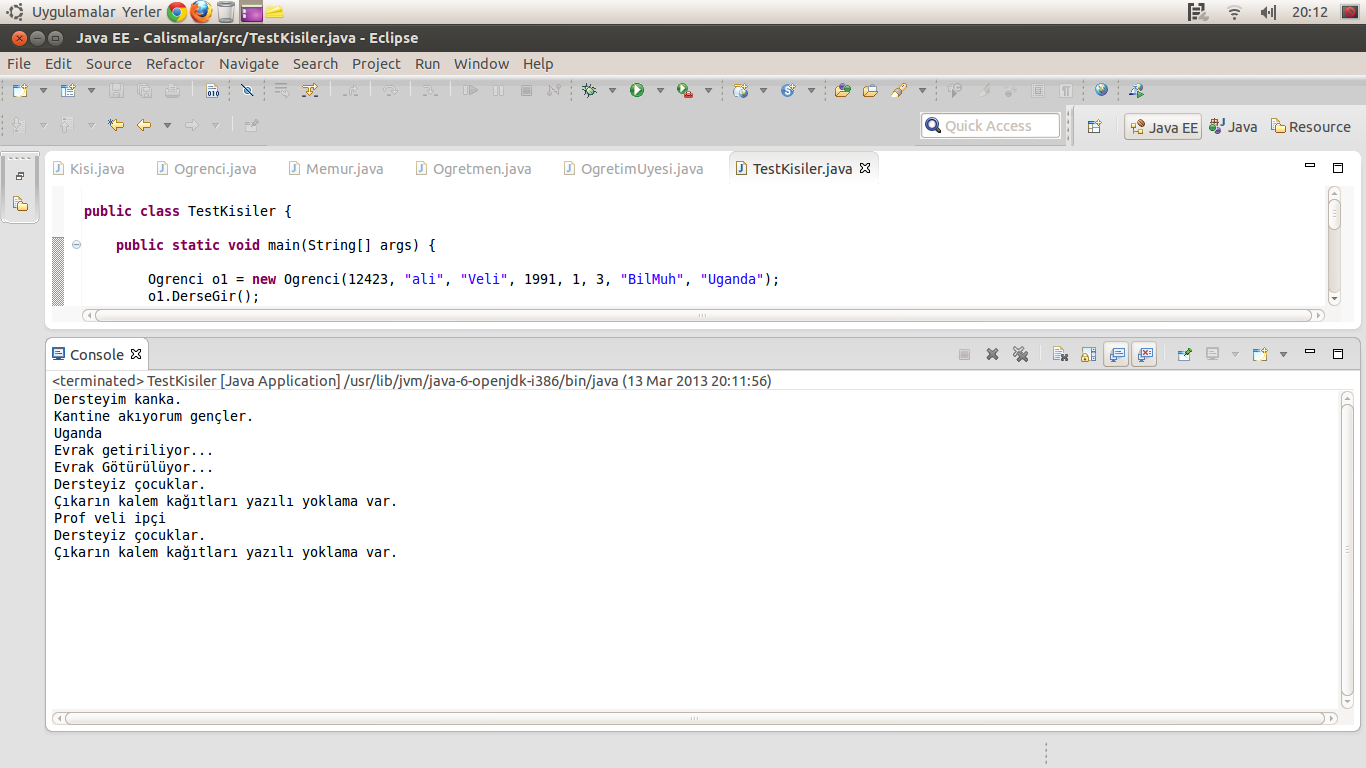 Uygulamalar Yerler 20:12
Java EE - Calismalar/src/TestKisiler.java - Eclipse
File Edit Source Refactor Navigate Search Project Run Window Help
Quick Access Java EE Java Resource
Kisi.java Ogrenci.java Memur.java Ogretmen.java OgretimUyesi.java TestKisiler.java
public class TestKisiler {
public static void main(String[] args) {
Ogrenci o1 = new Ogrenci(12423, "ali", "Veli", 1991, 1, 3, "BilMuh", "Uganda");
o1.DerseGir();
Console
<terminated> TestKisiler [Java Application] /usr/lib/jvm/java-6-openjdk-i386/bin/java (13 Mar 2013 20:11:56)
Dersteyim kanka.
Kantine akıyorum gençler.
Uganda
Evrak getiriliyor...
Evrak Götürülüyor...
Dersteyiz çocuklar.
Çıkarın kalem kağıtları yazılı yoklama var.
Prof veli ipçi
Dersteyiz çocuklar.
Çıkarın kalem kağıtları yazılı yoklama var.